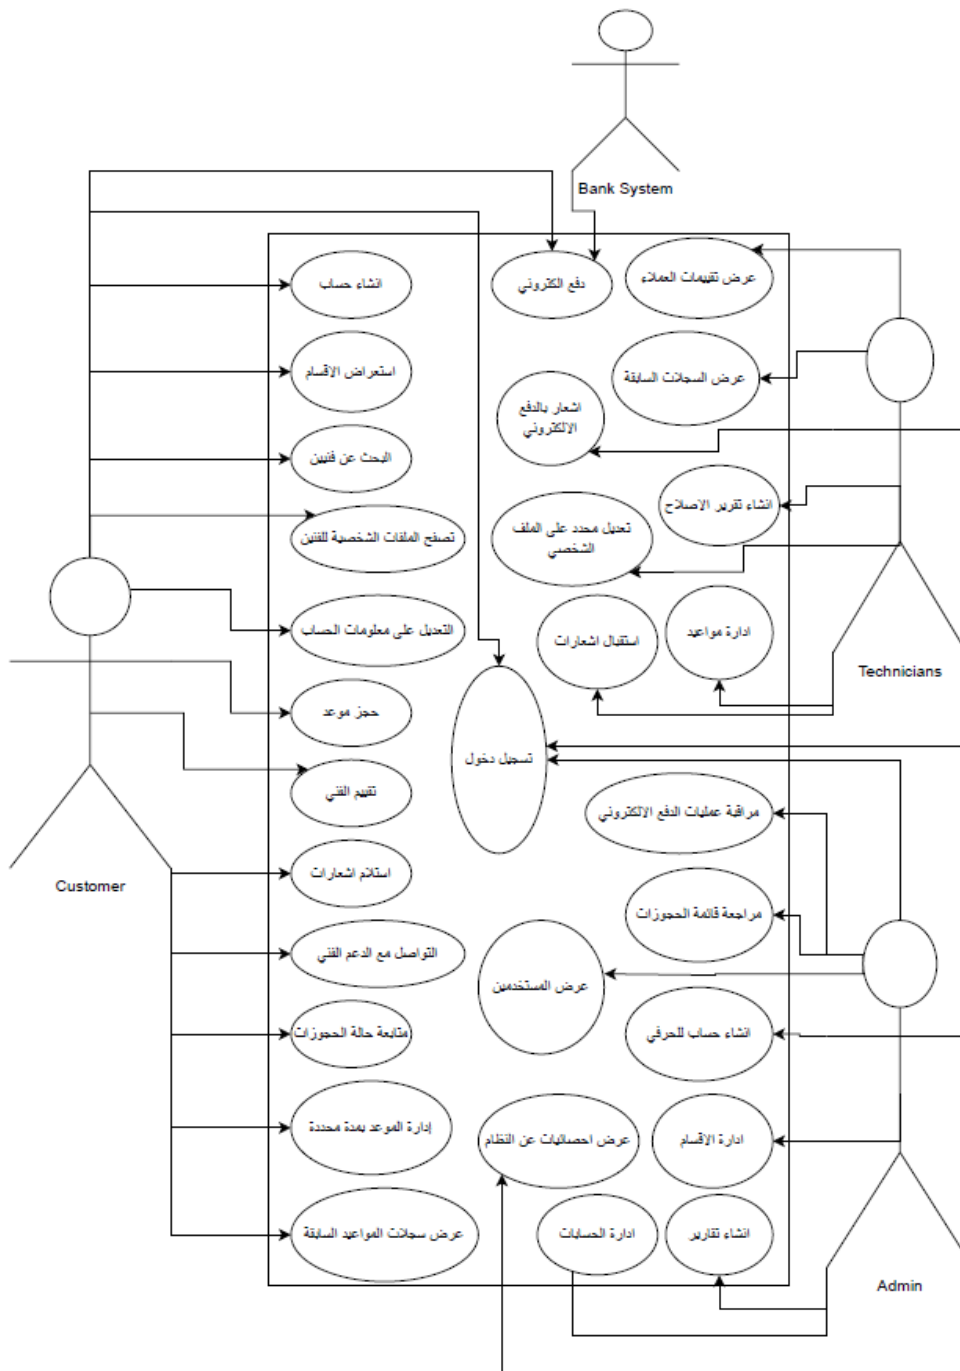 Bank System
انشاء حساب
دفع الكتروني
عرض تقييمات العملاء
استعراض الاقسام
عرض السجلات السابقة
اشعار بالدفع
الالكتروني
البحث عن فنيين
انشاء تقرير الاصلاح
تصفح الملفات الشخصية للفنين
تعديل محدد على الملف
الشخصي
التعديل على معلومات الحساب
استقبال اشعارات
ادارة مواعيد
Technicians
حجز موعد
تسجيل دخول
تقييم الفني
مراقبة عمليات الدفع الالكتروني
استلام اشعارات
Customer
مراجعة قائمة الحجوزات
التواصل مع الدعم الفني
عرض المستخدمين
متابعة حالة الحجوزات
انشاء حساب للحرفي
إدارة الموعد بمدة محددة
عرض احصائيات عن النظام
ادارة الاقسام
عرض سجلات المواعيد السابقة
ادارة الحسابات
انشاء تقارير
Admin